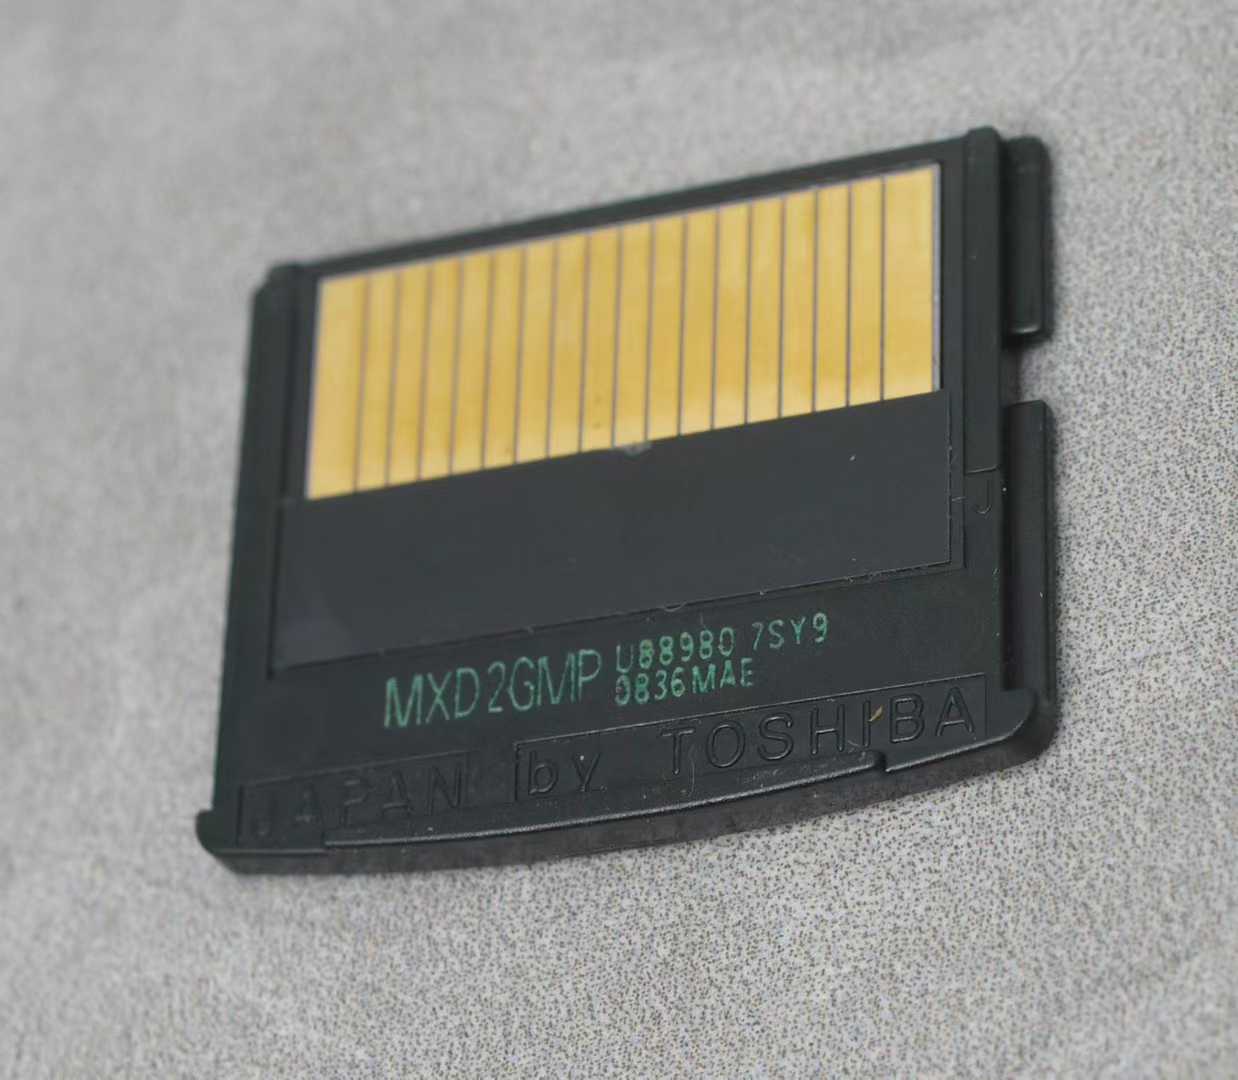 J
MXD2GMP U88980 7SY9
0836MAE
JAPAN by TOSHIBA